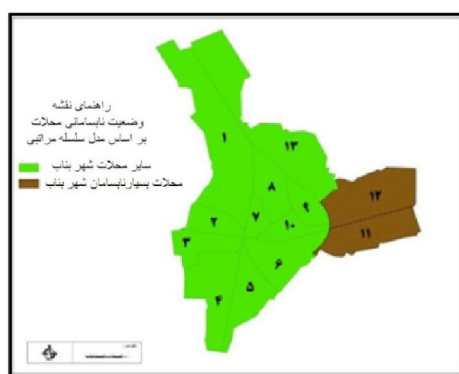 راهنمای نقشه
وضعیت نابسامانی محلات
بر اساس مدل سلسله مراتبی
سایر محلات شهر بناب
محلات بسیارنابسامان شهر بناب
۱
۱۳
۸
۱۲
۹
۲
۷
۱۰
۱۱
۳
۶
۵
۴